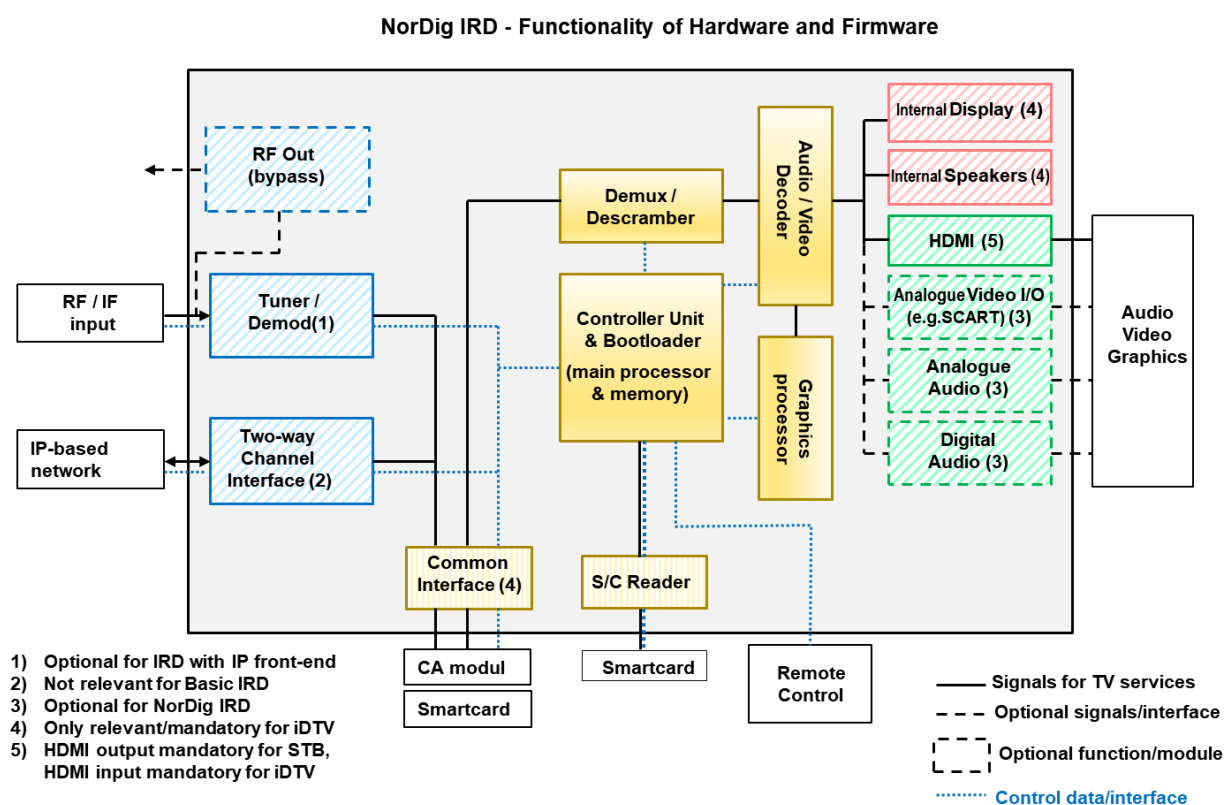 NorDig IRD - Functionality of Hardware and Firmware
RF Out
(bypass)
RF / IF
input
Tuner /
Demod(1)
IP-based
network
Two-way
Channel
Interface (2)
Demux /
Descramber
Controller Unit
& Bootloader
(main processor
& memory)
Audio / Video
Decoder
Graphics
processor
Internal Display (4)
Internal Speakers (4)
HDMI (5)
Analogue Video I/O
(e.g.SCART) (3)
Analogue
Audio (3)
Digital
Audio (3)
Audio
Video
Graphics
Common
Interface (4)
S/C Reader
CA modul
Smartcard
Smartcard
Remote
Control
1) Optional for IRD with IP front-end
2) Not relevant for Basic IRD
3) Optional for NorDig IRD
4) Only relevant/mandatory for iDTV
5) HDMI output mandatory for STB,
HDMI input mandatory for iDTV
Signals for TV services
Optional signals/interface
Optional function/module
Control data/interface